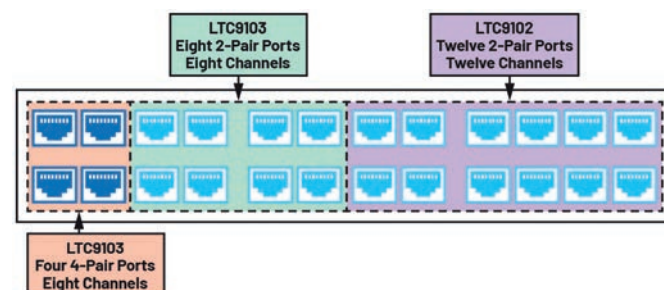 LTC9103
Eight 2-Pair Ports
Eight Channels
LTC9102
Twelve 2-Pair Ports
Twelve Channels
LTC9103
Four 4-Pair Ports
Eight Channels